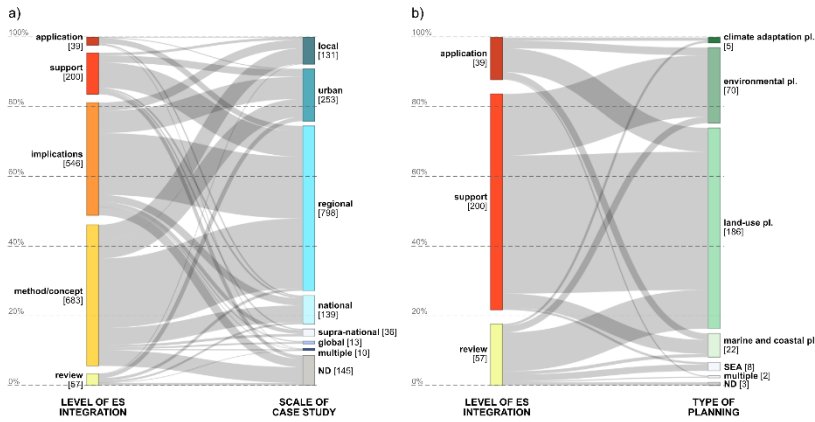 a)
100%
80%
60%
40%
20%
0%
application
[39]
support
[200]
implications
[546]
method/concept
[683]
review
[57]
LEVEL OF ES
INTEGRATION
local
[131]
urban
[253]
regional
[798]
national
[139]
supra-national [36]
global [13]
multiple [10]
ND [145]
SCALE OF
CASE STUDY
b)
100%
80%
60%
40%
20%
0%
application
[39]
support
[200]
review
[57]
LEVEL OF ES
INTEGRATION
climate adaptation pl.
[5]
environmental pl.
[70]
land-use pl.
[186]
marine and coastal pl
[22]
SEA [8]
multiple [2]
ND [3]
TYPE OF
PLANNING